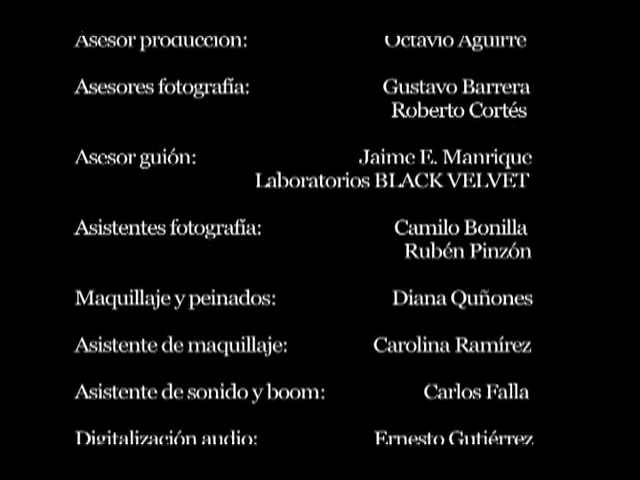 Asesor producción: Octavio Aguirre
Asesores fotografía: Gustavo Barrera
Roberto Cortés
Asesor guión: Jaime E. Manrique
Laboratorios BLACK VELVET
Asistentes fotografía: Camilo Bonilla
Rubén Pinzón
Maquillaje y peinados: Diana Quñones
Asistente de maquillaje: Carolina Ramírez
Asistente de sonido y boom: Carlos Falla
Digitalización audio: Ernesto Gutiérrez